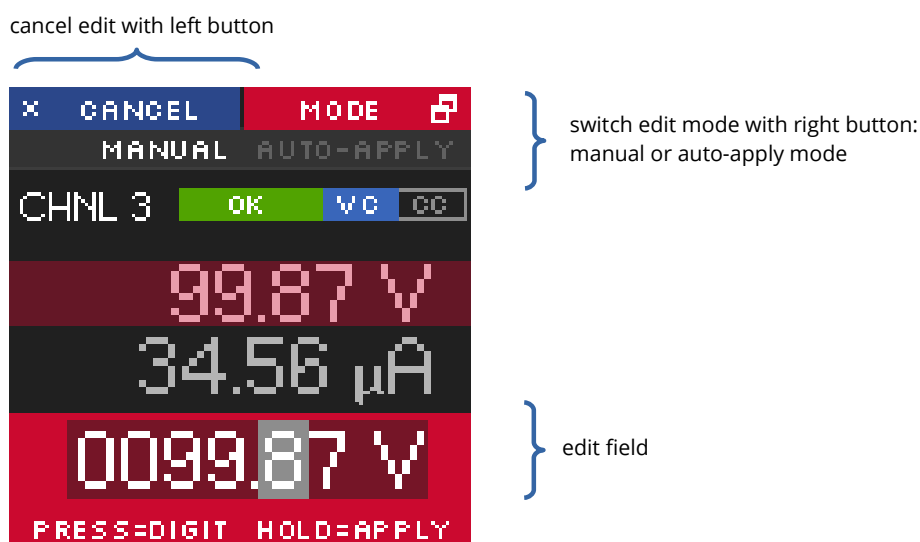 cancel edit with left button
x CANCEL MODE
MANUAL AUTO-APPLY
switch edit mode with right button:
manual or auto-apply mode
CHNL 3 OK VC CC
99.87 V
34.56 µA
0099.87 V
edit field
PRESS=DIGIT HOLD=APPLY